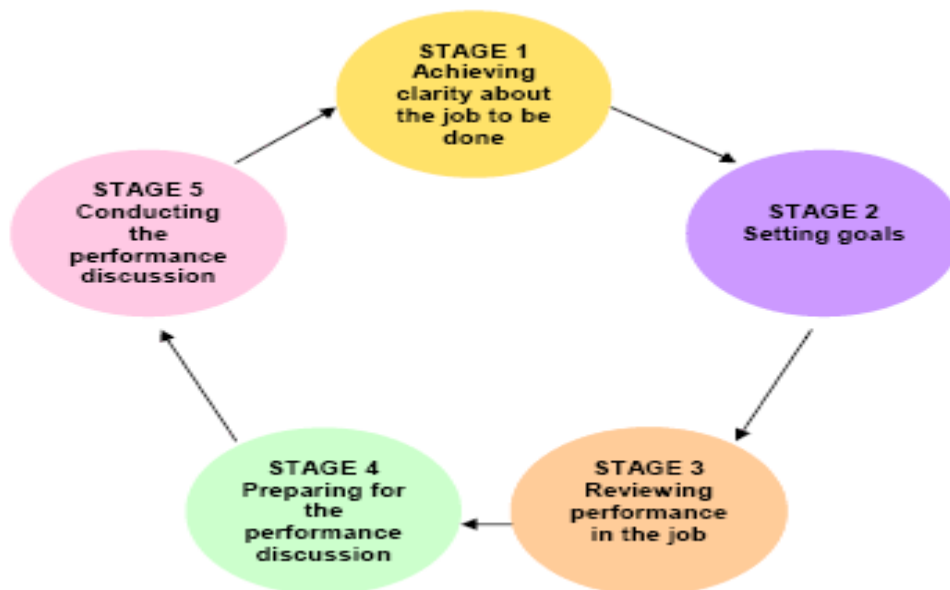 STAGE 1
Achieving
clarity about
the job to be
done
STAGE 2
Setting goals
STAGE 3
Reviewing
performance
in the job
STAGE 4
Preparing for
the
performance
discussion
STAGE 5
Conducting
the
performance
discussion